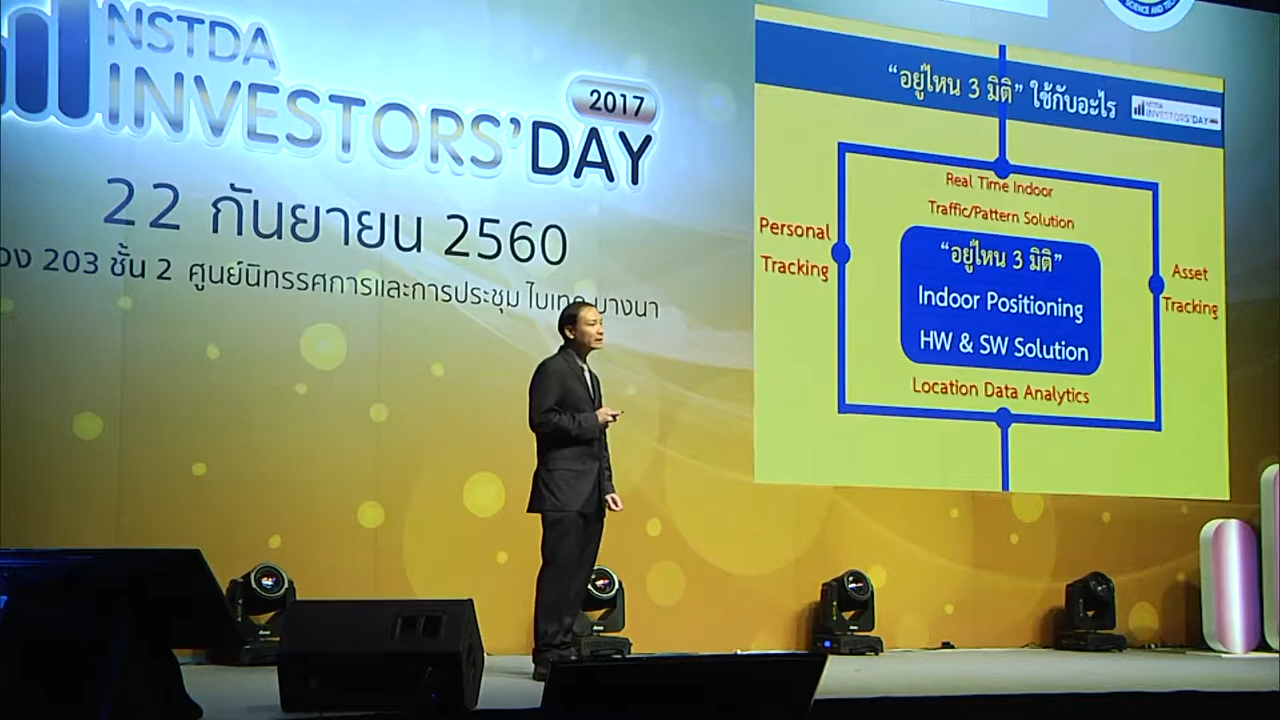 NSTDA
INVESTORS' DAY
2017
22 กันยายน 2560
203 ชั้น 2 ศูนย์นิทรรศการและการประชุม ไบเทค บางนา
SCIENCE AND
“อยู่ไหน 3 มิติ” ใช้กับอะไร
NSTDA
INVESTORS'DAY
Real Time Indoor
Traffic/Pattern Solution
Personal
Tracking
“อยู่ไหน 3 มิติ”
Indoor Positioning
HW & SW Solution
Asset
Tracking
Location Data Analytics